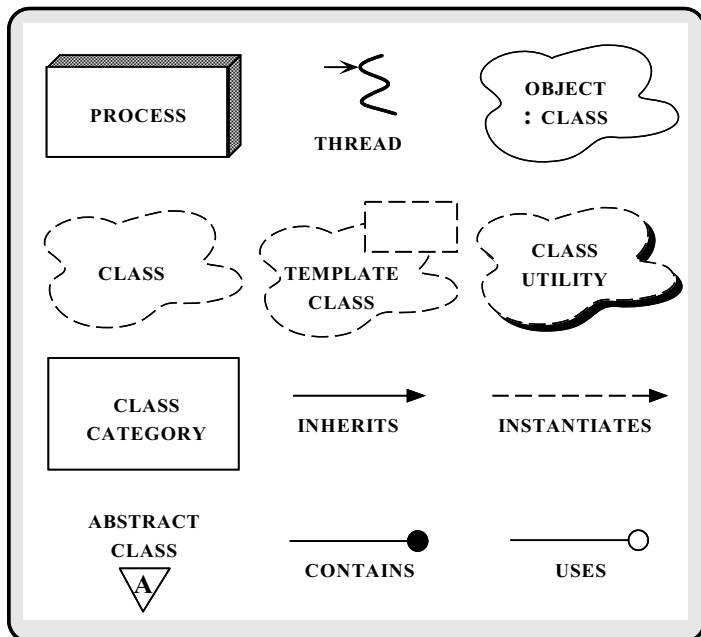 PROCESS
THREAD
OBJECT
: CLASS
CLASS
TEMPLATE
CLASS
CLASS
UTILITY
CLASS
CATEGORY
INHERITS
INSTANTIATES
ABSTRACT
CLASS
A
CONTAINS
USES